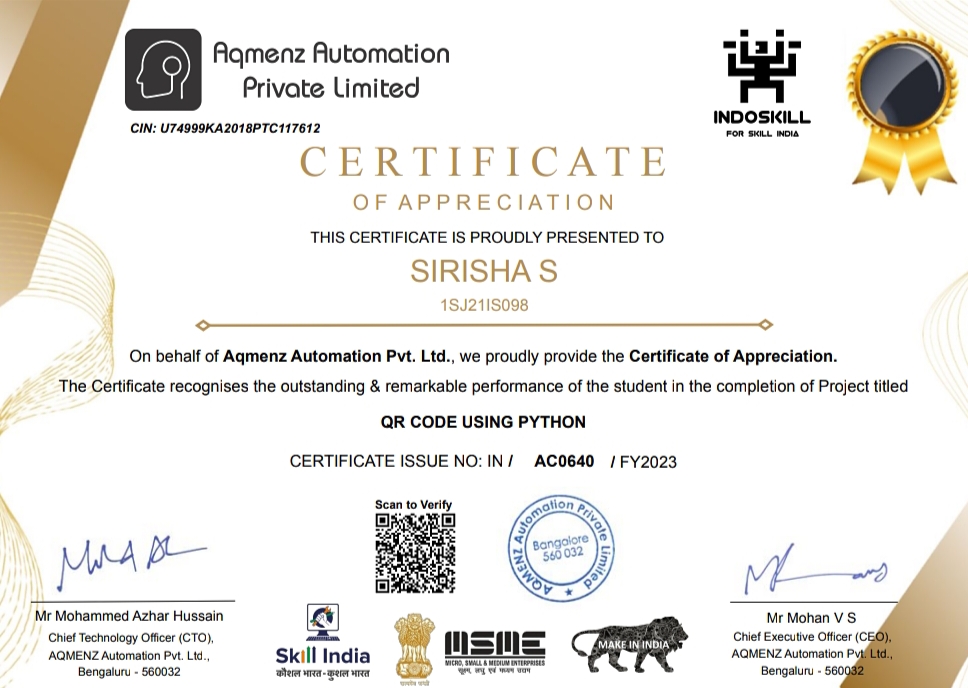 Aqmenz Automation
Private Limited
CIN: U74999KA2018PTC117612
INDOSKILL
FOR SKILL INDIA
CERTIFICATE
OF APPRECIATION
THIS CERTIFICATE IS PROUDLY PRESENTED TO
SIRISHA S
1SJ21IS098
On behalf of Aqmenz Automation Pvt. Ltd., we proudly provide the Certificate of Appreciation.
The Certificate recognises the outstanding & remarkable performance of the student in the completion of Project titled
QR CODE USING PYTHON
CERTIFICATE ISSUE NO: IN / AC0640 / FY2023
Scan to Verify
AQMENZ Automation Private Limited
Bangalore
560 032
Mr Mohammed Azhar Hussain
Chief Technology Officer (CTO),
AQMENZ Automation Pvt. Ltd.,
Bengaluru - 560032
Skill India
कौशल भारत-कुशल भारत
सत्यमेव जयते
MSME
MICRO, SMALL & MEDIUM ENTERPRISES
सूक्ष्म, लघु एवं मध्यम उद्यम
MAKE IN INDIA
Mr Mohan V S
Chief Executive Officer (CEO),
AQMENZ Automation Pvt. Ltd.,
Bengaluru - 560032